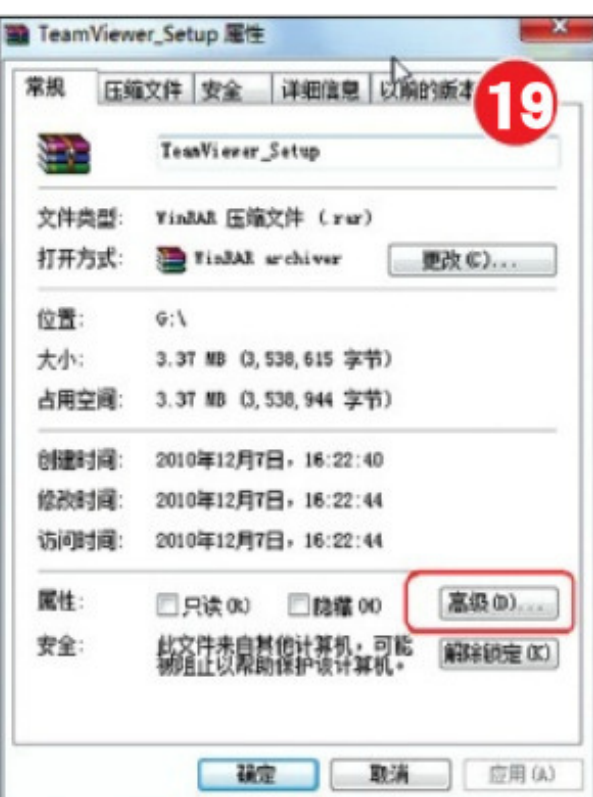 TeamViewer_Setup 属性
常规 压缩文件 安全 详细信息 以前的版本
19
TeamViewer_Setup
文件类型: WinRAR 压缩文件 (.rar)
打开方式: WinRAR archiver 更改(C)...
位置: G:\
大小: 3.37 MB (3,538,615 字节)
占用空间: 3.37 MB (3,538,944 字节)
创建时间: 2010年12月7日，16:22:40
修改时间: 2010年12月7日，16:22:44
访问时间: 2010年12月7日，16:22:44
属性: 只读(R) 隐藏(H) 高级(D)...
安全: 此文件来自其他计算机，可能
被阻止以帮助保护该计算机。 解除锁定(K)
确定 取消 应用(A)